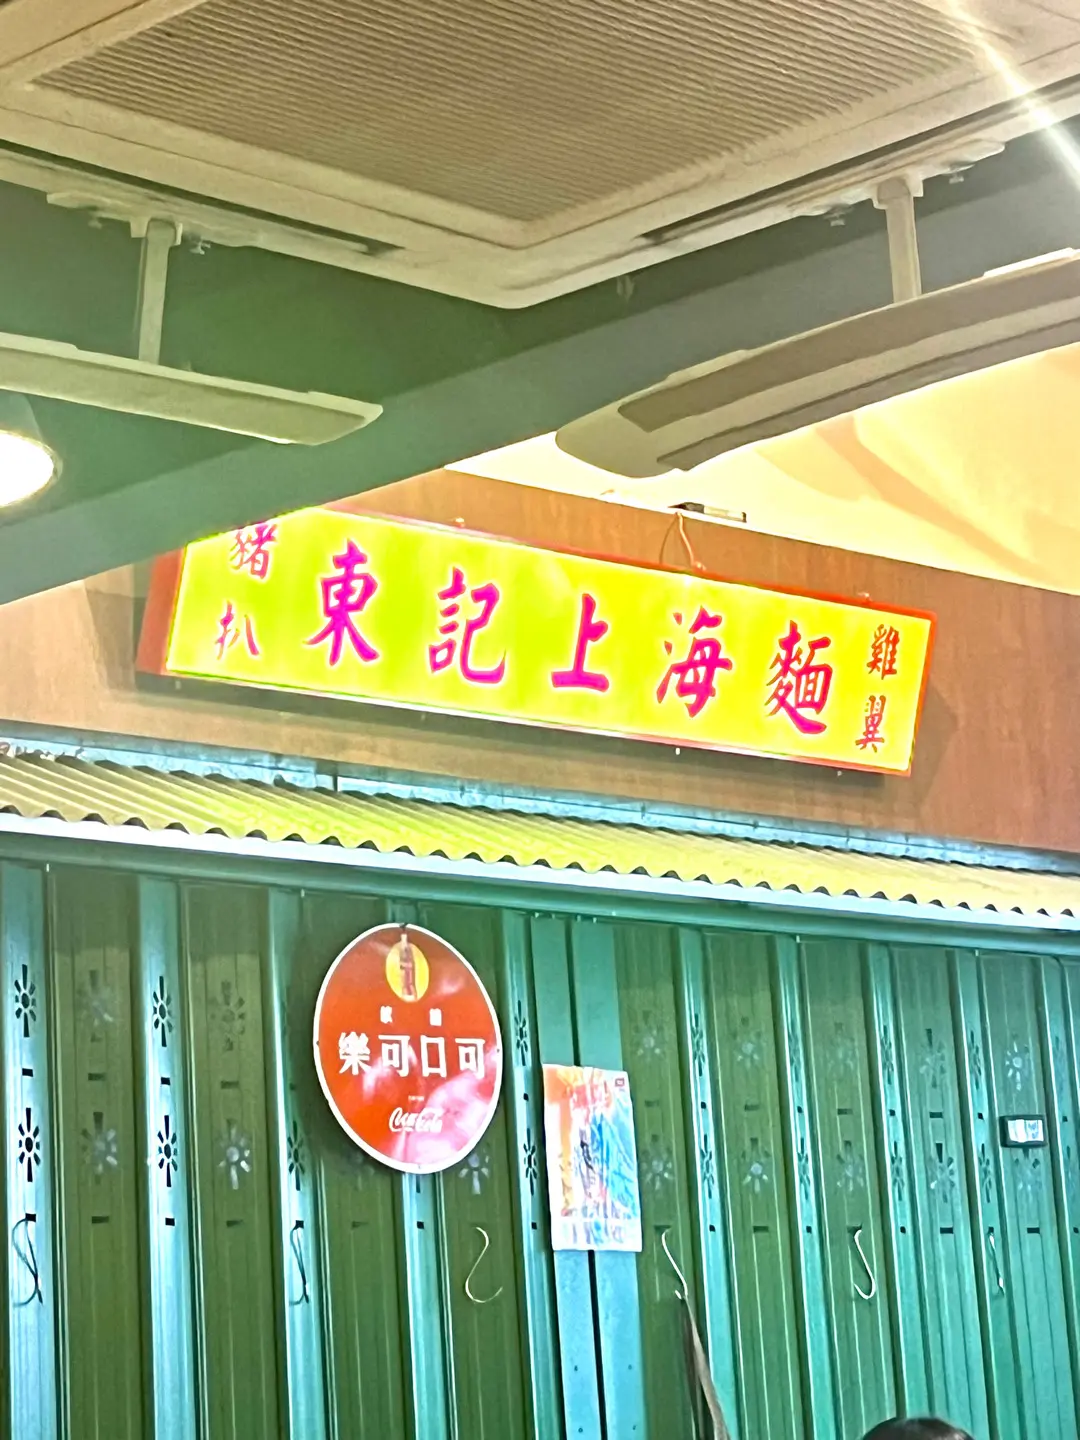 豬扒
東記上海麵
雞翼
樂可口可
Coca-Cola